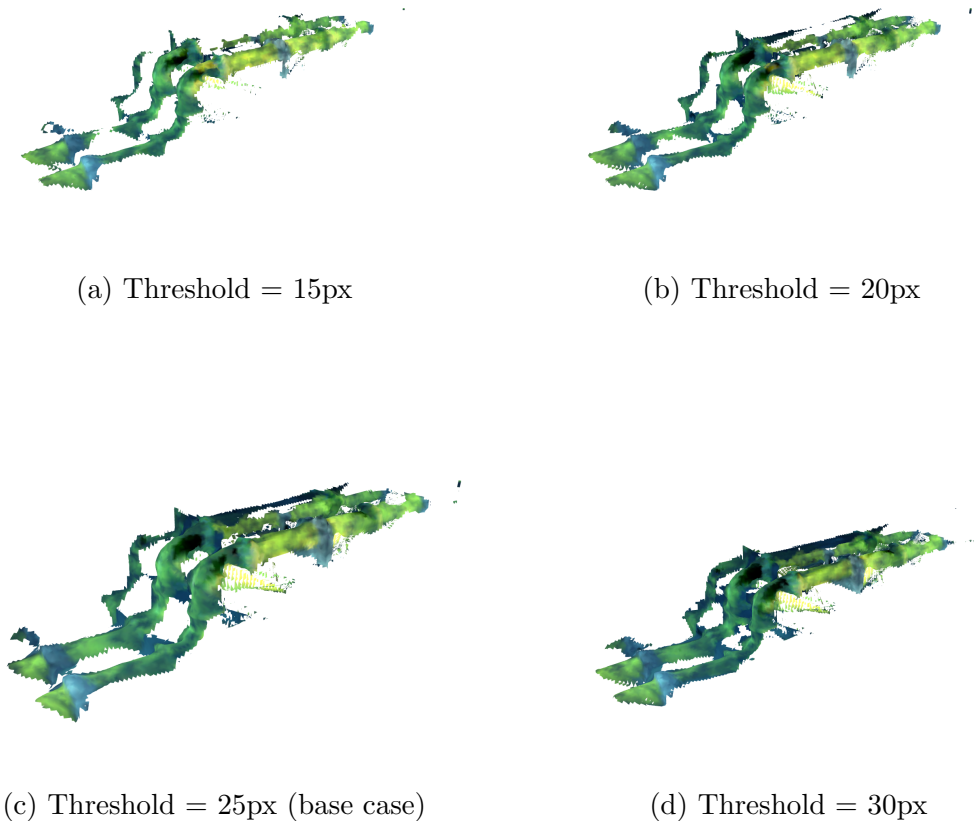 (a) Threshold = 15px
(b) Threshold = 20px
(c) Threshold = 25px (base case)
(d) Threshold = 30px